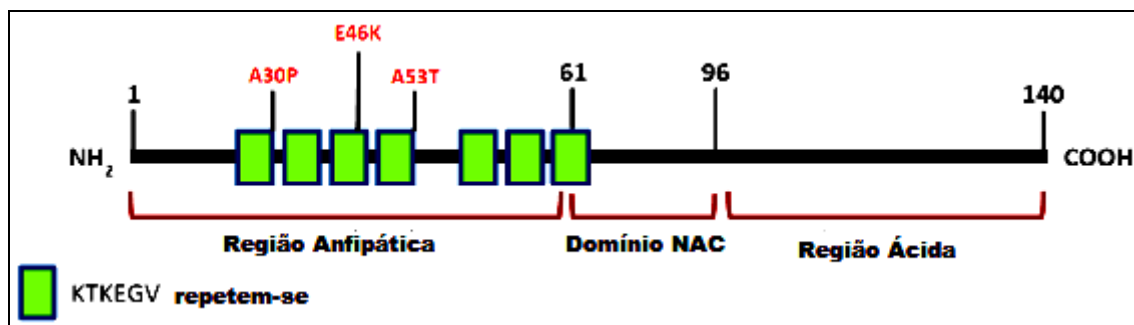 E46K
A30P A53T 61 96
1 140
NH2 COOH
Região Anfipática Domínio NAC Região Ácida
KTKEGV repetem-se